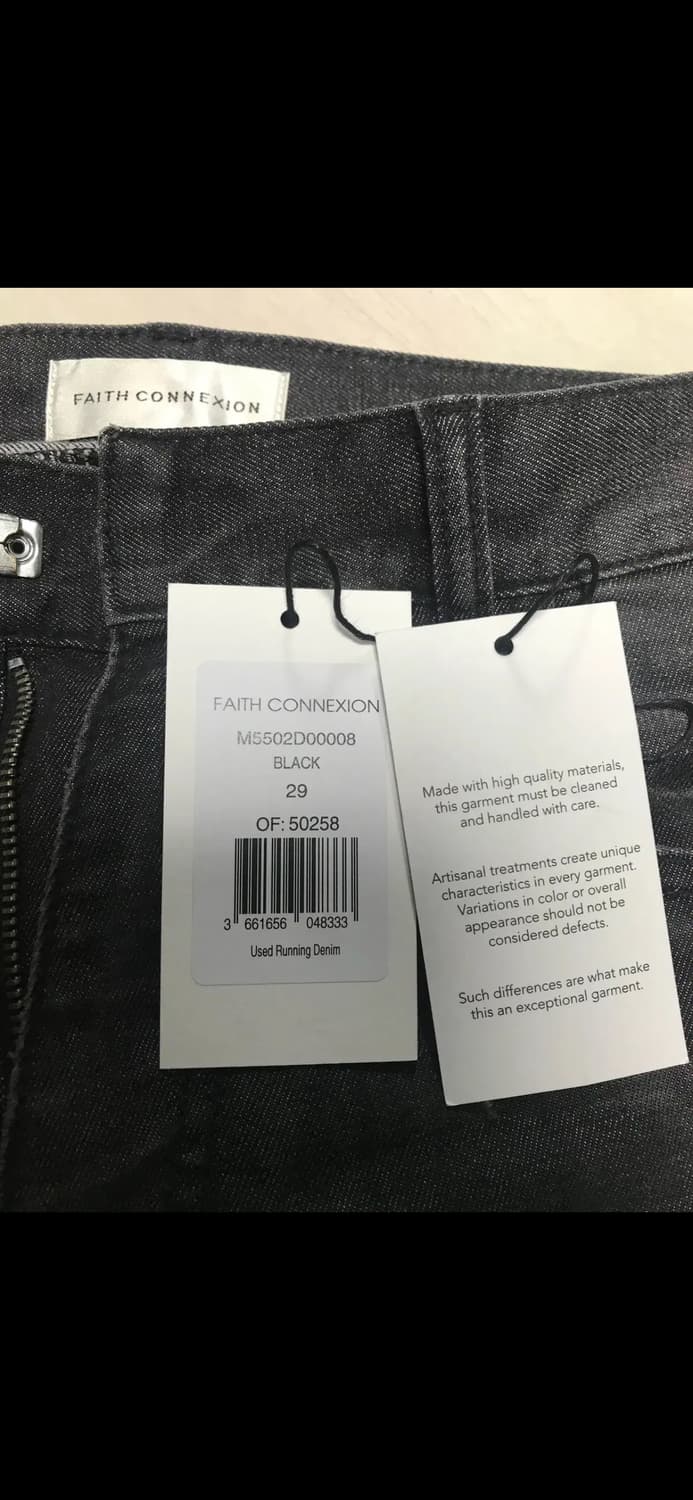 FAITH CONNEXION
FAITH CONNEXION
M5502D00008
BLACK
29
OF: 50258
3 661656 048333
Used Running Denim
Made with high quality materials,
this garment must be cleaned
and handled with care.
Artisanal treatments create unique
characteristics in every garment.
Variations in color or overall
appearance should not be
considered defects.
Such differences are what make
this an exceptional garment.